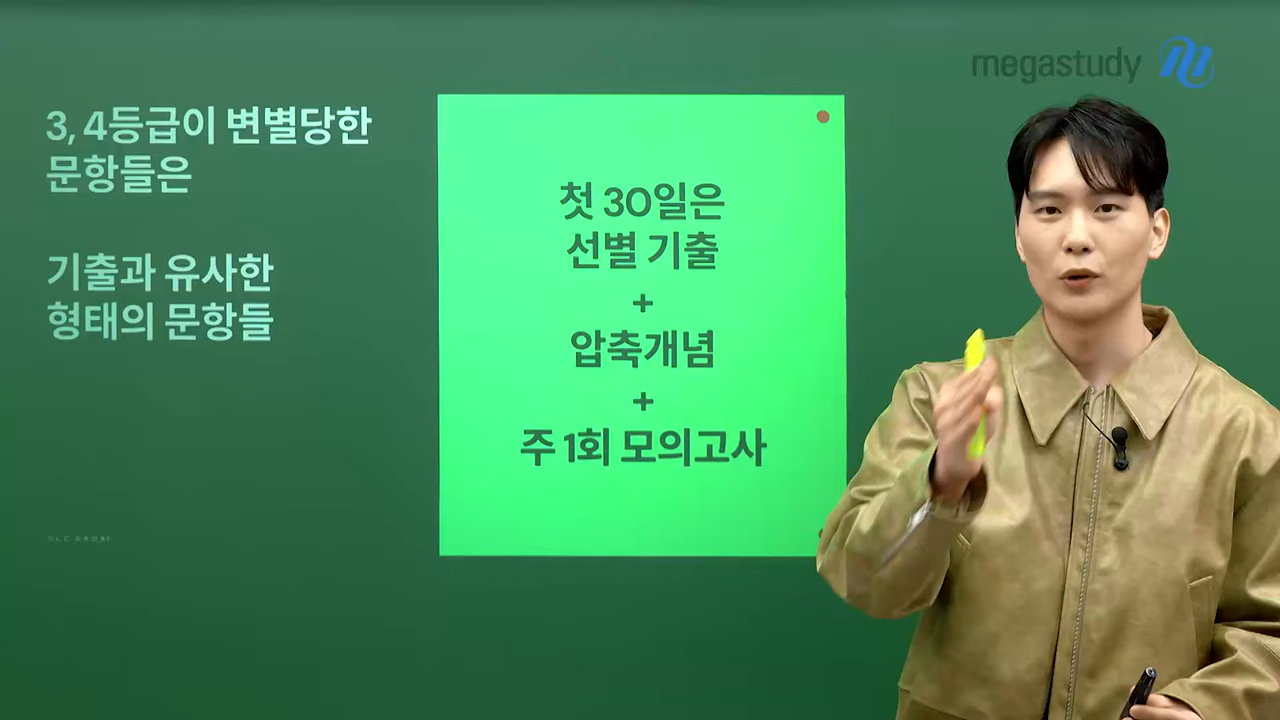 megastudy
3, 4등급이 변별당한
문항들은
기출과 유사한
형태의 문항들
첫 30일은
선별 기출
+
압축개념
+
주 1회 모의고사